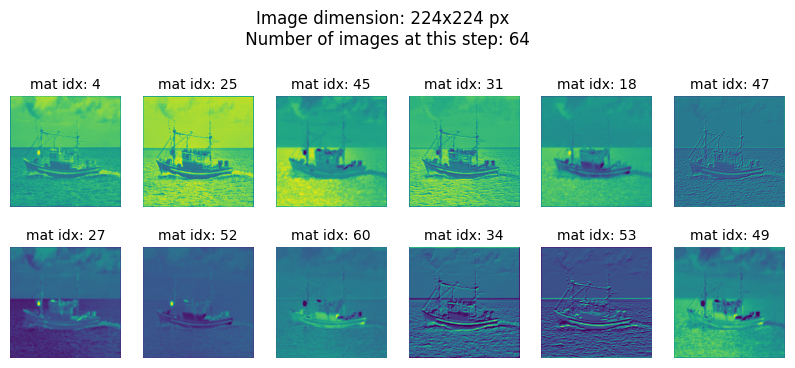 Image dimension: 224x224 px
Number of images at this step: 64
mat idx: 4
mat idx: 25
mat idx: 45
mat idx: 31
mat idx: 18
mat idx: 47
mat idx: 27
mat idx: 52
mat idx: 60
mat idx: 34
mat idx: 53
mat idx: 49